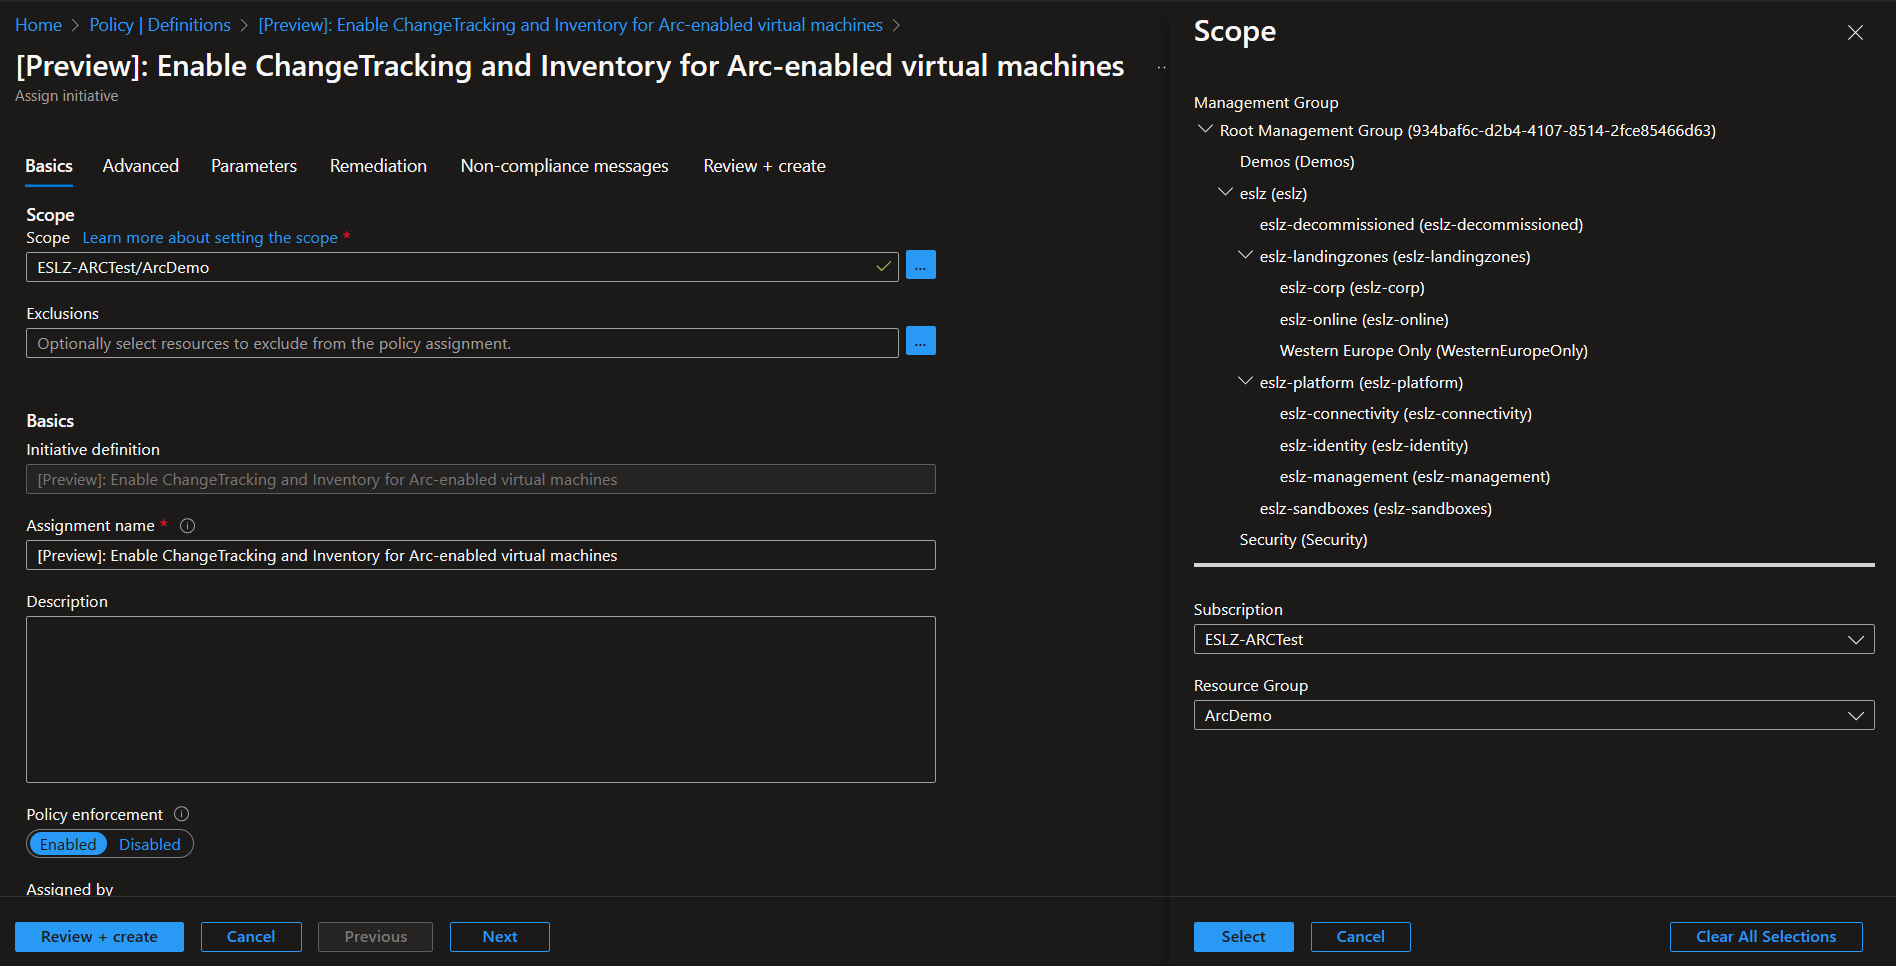 Home > Policy | Definitions > [Preview]: Enable ChangeTracking and Inventory for Arc-enabled virtual machines >
[Preview]: Enable ChangeTracking and Inventory for Arc-enabled virtual machines ..
Assign initiative
Basics Advanced Parameters Remediation Non-compliance messages Review + create
Scope
Scope Learn more about setting the scope *
ESLZ-ARCTest/ArcDemo ...
Exclusions
Optionally select resources to exclude from the policy assignment. ...
Basics
Initiative definition
[Preview]: Enable ChangeTracking and Inventory for Arc-enabled virtual machines
Assignment name *
[Preview]: Enable ChangeTracking and Inventory for Arc-enabled virtual machines
Description
Policy enforcement
Enabled Disabled
Assigned by
Review + create Cancel Previous Next
Scope
Management Group
Root Management Group (934baf6c-d2b4-4107-8514-2fce85466d63)
Demos (Demos)
eslz (eslz)
eslz-decommissioned (eslz-decommissioned)
eslz-landingzones (eslz-landingzones)
eslz-corp (eslz-corp)
eslz-online (eslz-online)
Western Europe Only (WesternEuropeOnly)
eslz-platform (eslz-platform)
eslz-connectivity (eslz-connectivity)
eslz-identity (eslz-identity)
eslz-management (eslz-management)
eslz-sandboxes (eslz-sandboxes)
Security (Security)
Subscription
ESLZ-ARCTest
Resource Group
ArcDemo
Select Cancel Clear All Selections